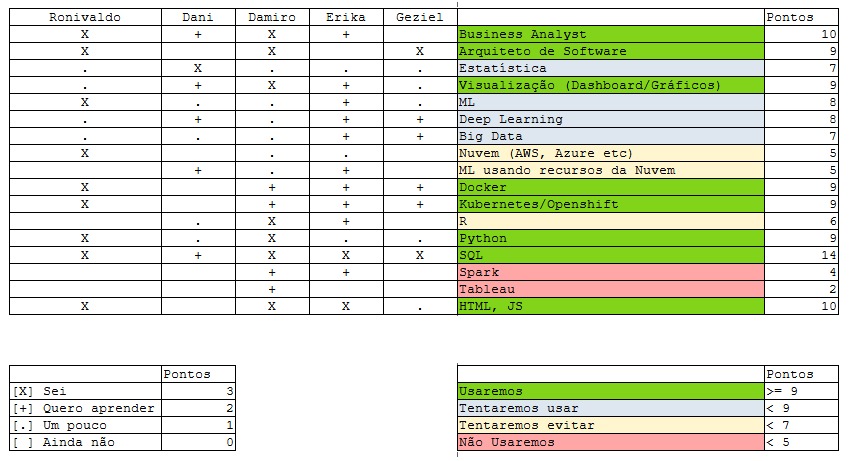 Ronivaldo Dani Damiro Erika Geziel Pontos
X + X + Business Analyst 10
X X X Arquiteto de Software 9
. X . . . Estatística 7
. + X + . Visualização (Dashboard/Gráficos) 9
X . . + . ML 8
. + . + + Deep Learning 8
. . . + + Big Data 7
X . . Nuvem (AWS, Azure etc) 5
+ . + ML usando recursos da Nuvem 5
X + + + Docker 9
X + + + Kubernetes/Openshift 9
. X + R 6
X . X . . Python 9
X + X X X SQL 14
+ + Spark 4
+ Tableau 2
X X X . HTML, JS 10
Pontos
[X] Sei 3
[+] Quero aprender 2
[.] Um pouco 1
[ ] Ainda não 0
Pontos
Usaremos >= 9
Tentaremos usar < 9
Tentaremos evitar < 7
Não Usaremos < 5